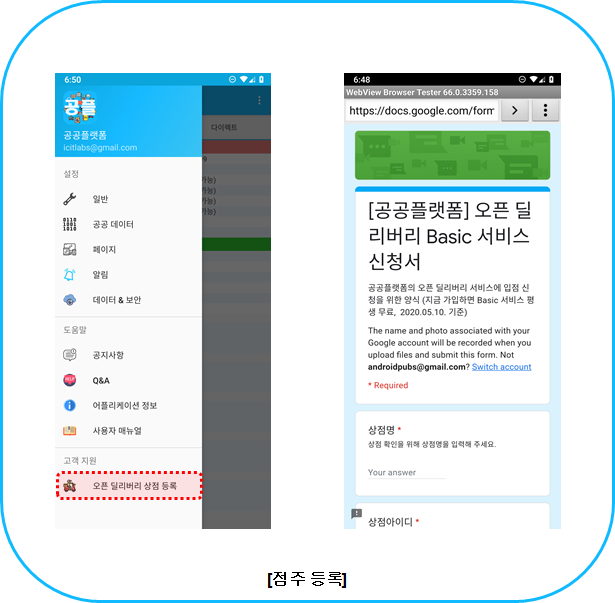 6:50
공플
공공플랫폼
icitlabs@gmail.com
설정
일반
공공 데이터
페이지
알림
데이터 & 보안
도움말
공지사항
Q&A
어플리케이션 정보
사용자 매뉴얼
고객 지원
오픈 딜리버리 상점 등록
다이렉트
9
가능)
가능)
가능)
가능)
6:48
WebView Browser Tester 66.0.3359.158
https://docs.google.com/form
[공공플랫폼] 오픈 딜
리버리 Basic 서비스
신청서
공공플랫폼의 오픈 딜리버리 서비스에 입점 신
청을 위한 양식 (지금 가입하면 Basic 서비스 평
생 무료, 2020.05.10. 기준)
The name and photo associated with your
Google account will be recorded when you
upload files and submit this form. Not
androidpubs@gmail.com? Switch account
* Required
상점명 *
상점 확인을 위해 상점명을 입력해 주세요.
Your answer
상점아이디 *
[점주 등록]